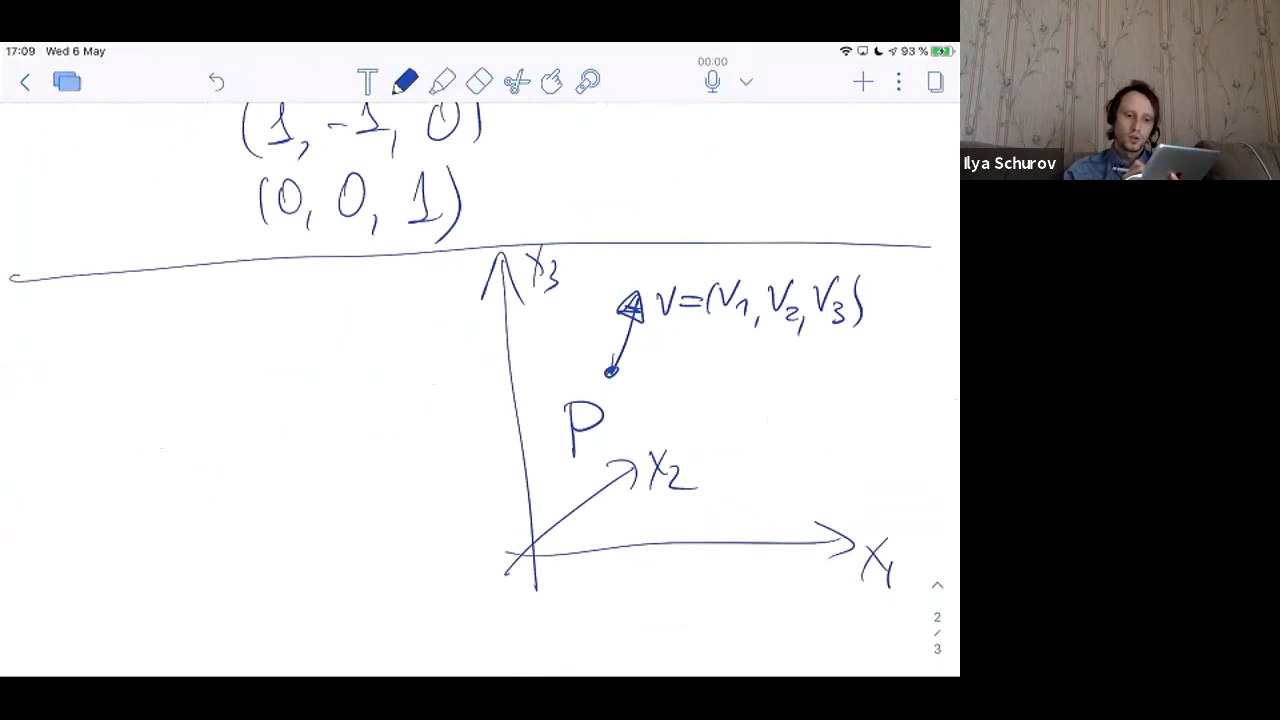 17:09 Wed 6 May
93 %
00:00
T
(1, -1, 0)
(0, 0, 1)
X3
V=(V1, V2, V3)
P
X2
X1
2
/
3
Ilya Schurov